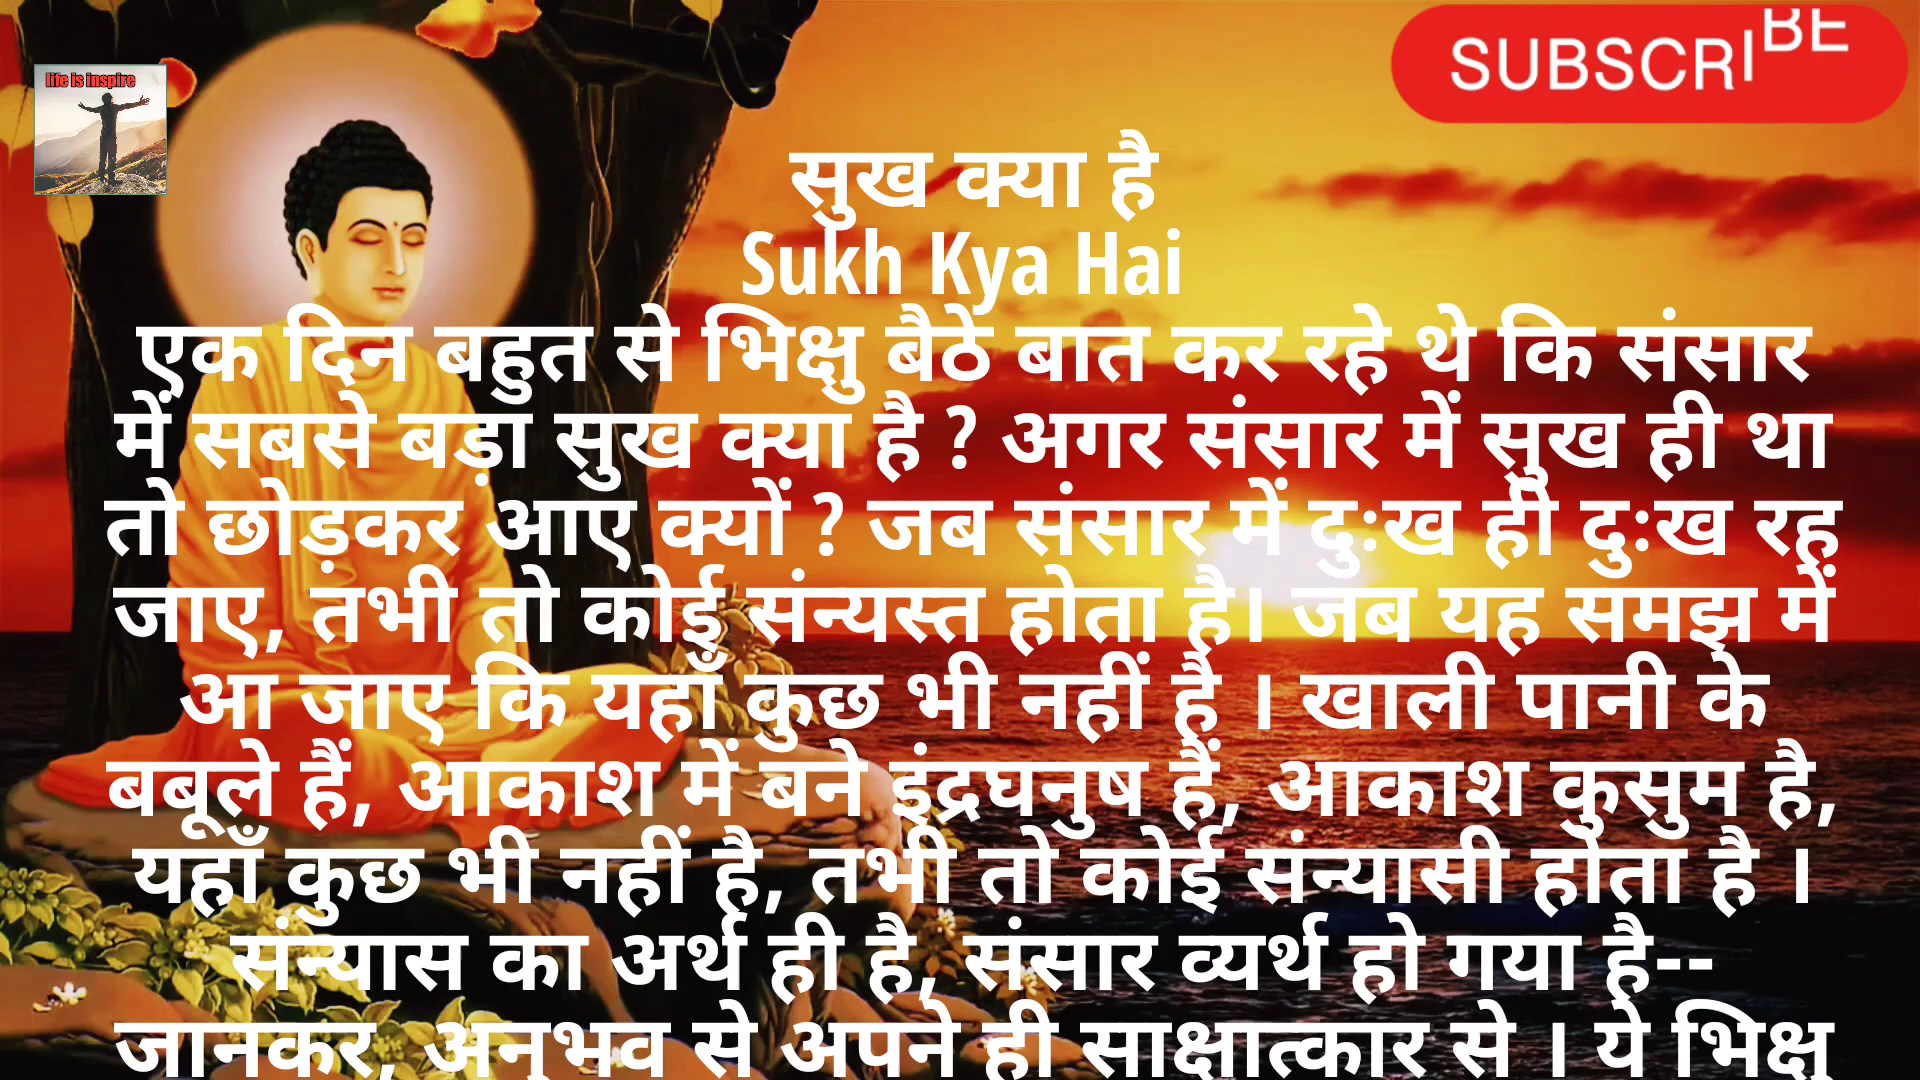 life is inspire
SUBSCRIBE
सुख क्या है
Sukh Kya Hai
एक दिन बहुत से भिक्षु बैठे बात कर रहे थे कि संसार
में सबसे बड़ा सुख क्या है ? अगर संसार में सुख ही था
तो छोड़कर आए क्यों ? जब संसार में दुःख ही दुःख रह
जाए, तभी तो कोई संन्यस्त होता है। जब यह समझ में
आ जाए कि यहाँ कुछ भी नहीं है । खाली पानी के
बबूले हैं, आकाश में बने इंद्रघनुष हैं, आकाश कुसुम है,
यहाँ कुछ भी नहीं है, तभी तो कोई संन्यासी होता है ।
संन्यास का अर्थ ही है, संसार व्यर्थ हो गया है--
जानकर, अनुभव से अपने ही साक्षात्कार से । ये भिक्षु